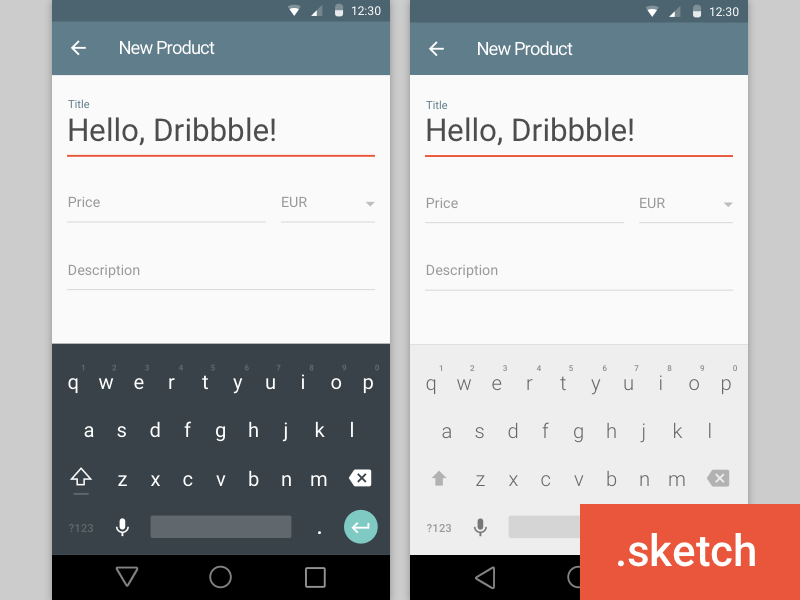 12:30
New Product
Title
Hello, Dribbble!
Price EUR
Description
1 2 3 4 5 6 7 8 9 0
q w e r t y u i o p
a s d f g h j k l
z x c v b n m
?123 .
12:30
New Product
Title
Hello, Dribbble!
Price EUR
Description
1 2 3 4 5 6 7 8 9 0
q w e r t y u i o p
a s d f g h j k l
z x c v b n m
?123
.sketch